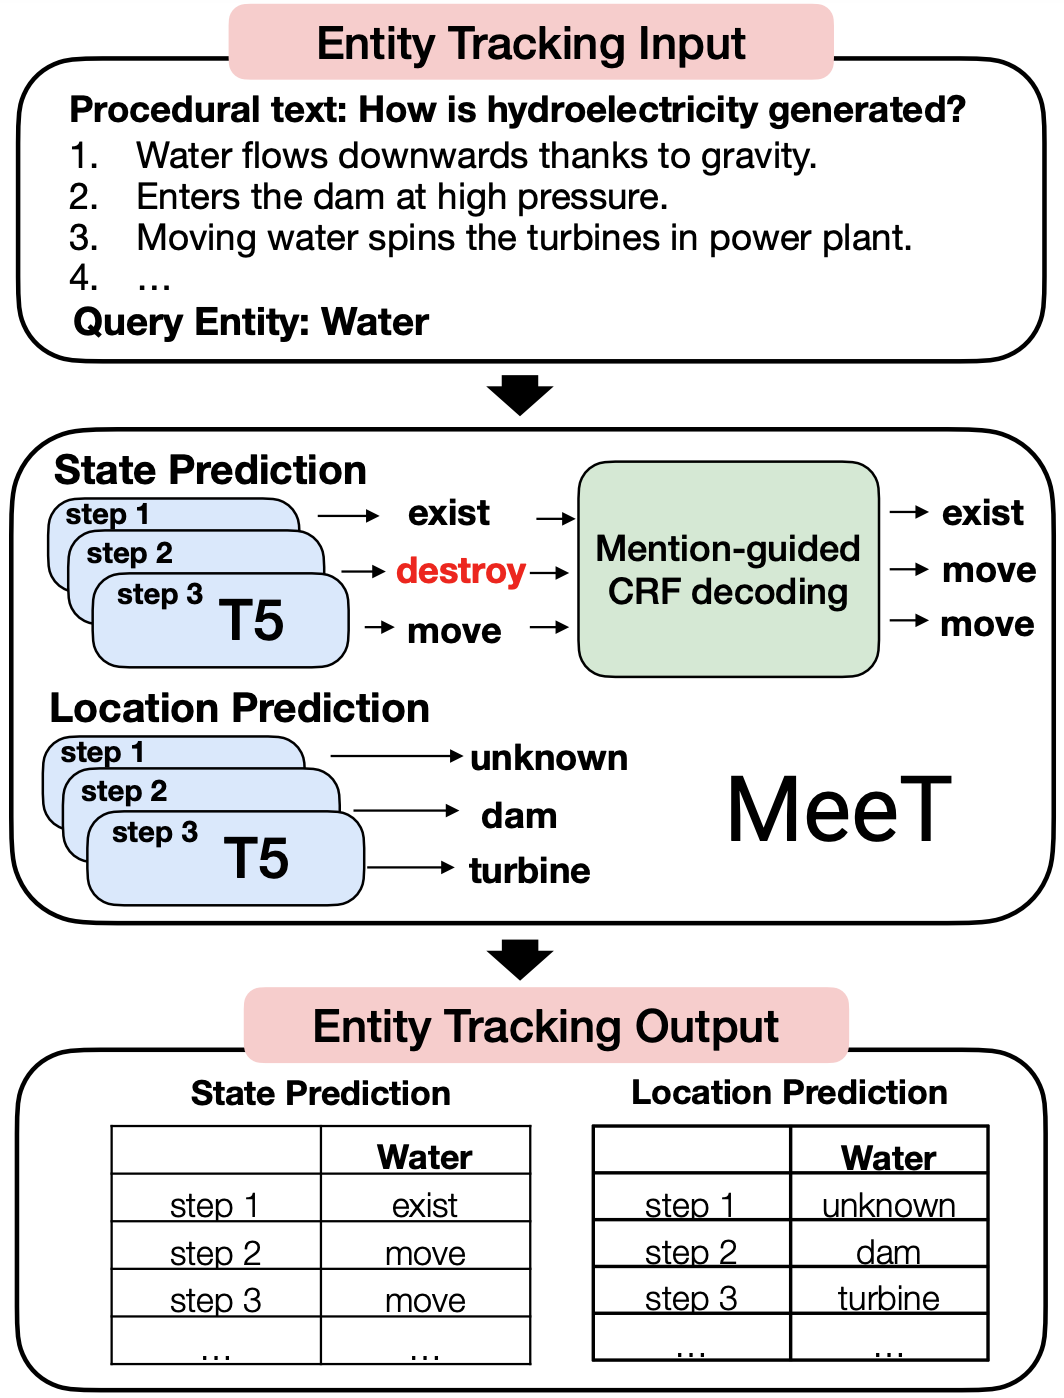 Entity Tracking Input
Procedural text: How is hydroelectricity generated?
1. Water flows downwards thanks to gravity.
2. Enters the dam at high pressure.
3. Moving water spins the turbines in power plant.
4. …
Query Entity: Water
State Prediction
step 1
step 2
step 3
T5
exist
destroy
move
Mention-guided
CRF decoding
exist
move
move
Location Prediction
step 1
step 2
step 3
T5
unknown
dam
turbine
MeeT
Entity Tracking Output
State Prediction
Water
step 1 exist
step 2 move
step 3 move
… …
Location Prediction
Water
step 1 unknown
step 2 dam
step 3 turbine
… …